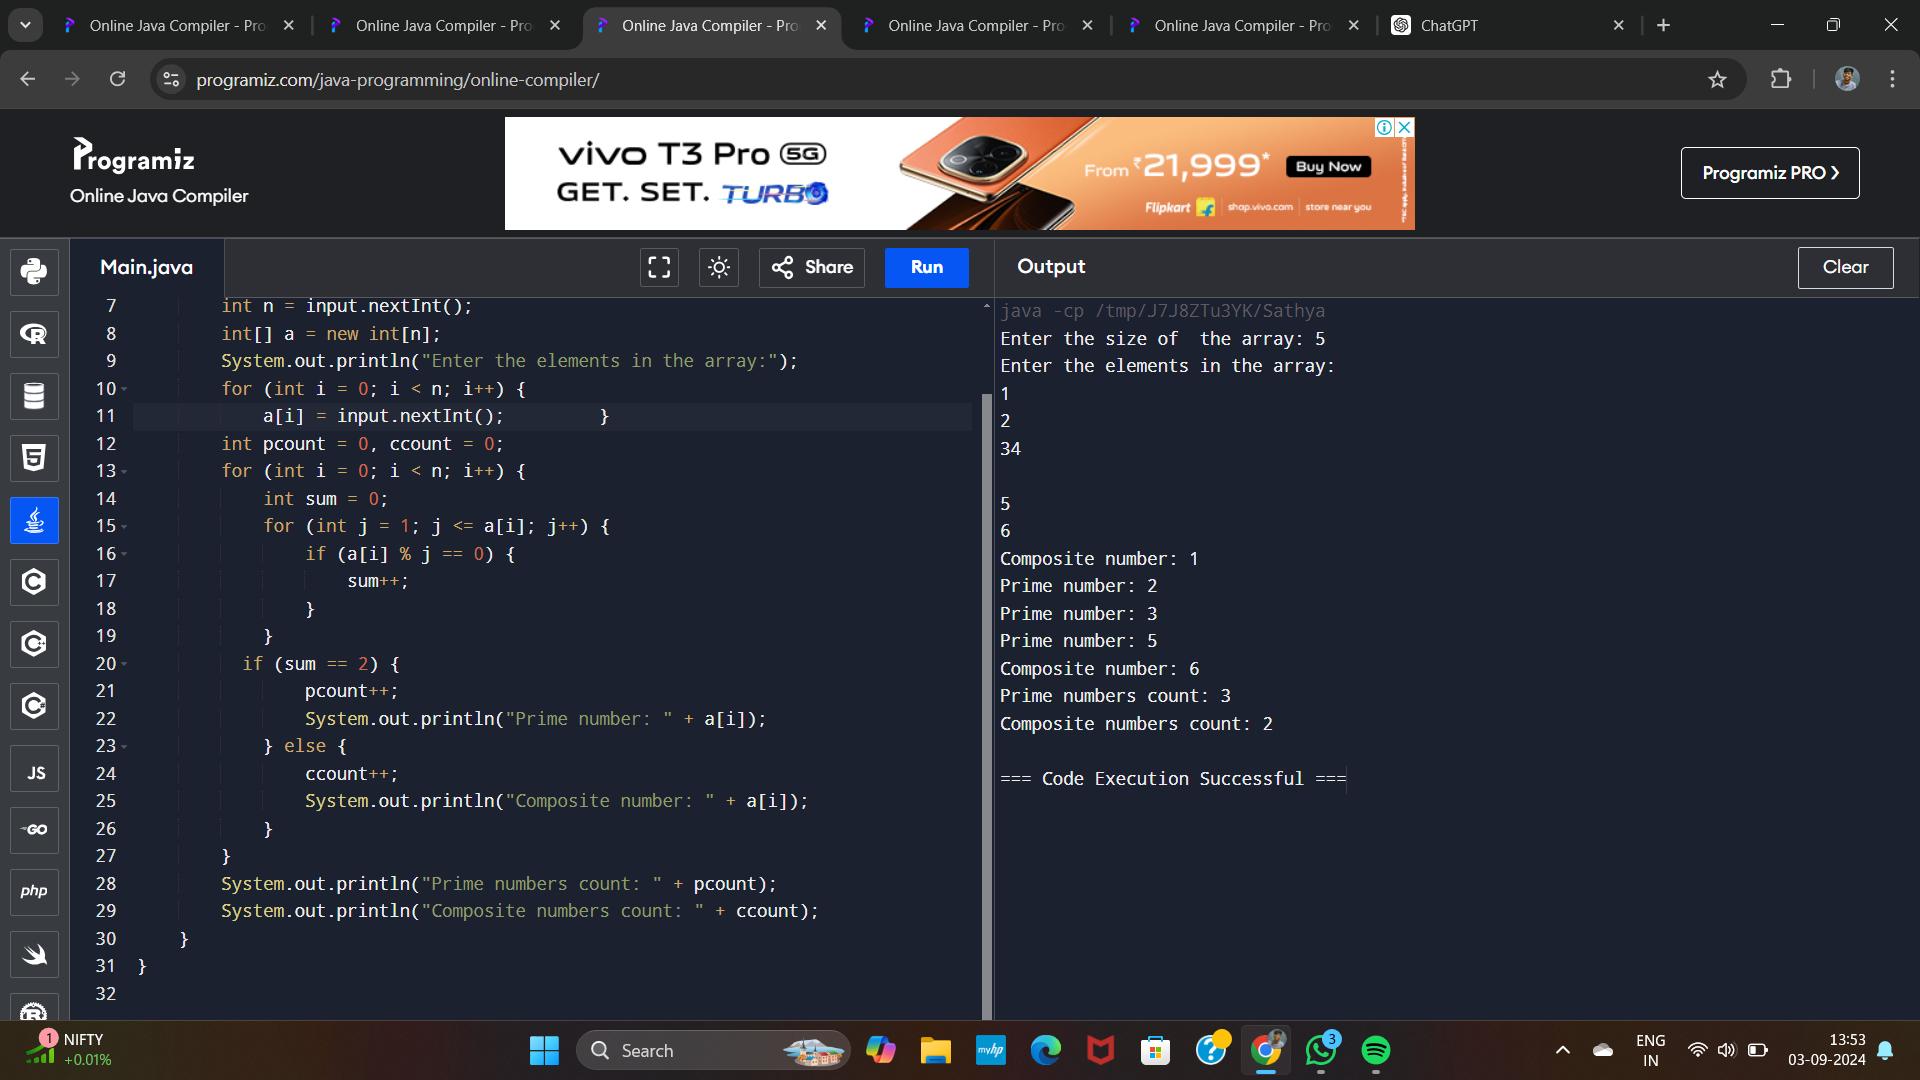 Online Java Compiler - Pro
Online Java Compiler - Pro
Online Java Compiler - Pro
Online Java Compiler - Pro
Online Java Compiler - Pro
ChatGPT
programiz.com/java-programming/online-compiler/
Programiz
Online Java Compiler
vivo T3 Pro 5G
GET. SET. TURBO
From ₹21,999*
Buy Now
Flipkart
shop.vivo.com
store near you
Programiz PRO
Main.java
Share
Run
Output
Clear
7 int n = input.nextInt();
8 int[] a = new int[n];
9 System.out.println("Enter the elements in the array:");
10 for (int i = 0; i < n; i++) {
11 a[i] = input.nextInt(); }
12 int pcount = 0, ccount = 0;
13 for (int i = 0; i < n; i++) {
14 int sum = 0;
15 for (int j = 1; j <= a[i]; j++) {
16 if (a[i] % j == 0) {
17 sum++;
18 }
19 }
20 if (sum == 2) {
21 pcount++;
22 System.out.println("Prime number: " + a[i]);
23 } else {
24 ccount++;
25 System.out.println("Composite number: " + a[i]);
26 }
27 }
28 System.out.println("Prime numbers count: " + pcount);
29 System.out.println("Composite numbers count: " + ccount);
30 }
31 }
32
java -cp /tmp/J7J8ZTu3YK/Sathya
Enter the size of  the array: 5
Enter the elements in the array:
1
2
34
5
6
Composite number: 1
Prime number: 2
Prime number: 3
Prime number: 5
Composite number: 6
Prime numbers count: 3
Composite numbers count: 2
=== Code Execution Successful ===
R
5
C
C
C
JS
GO
php
R
1
NIFTY
+0.01%
Search
myhp
3
ENG
IN
13:53
03-09-2024